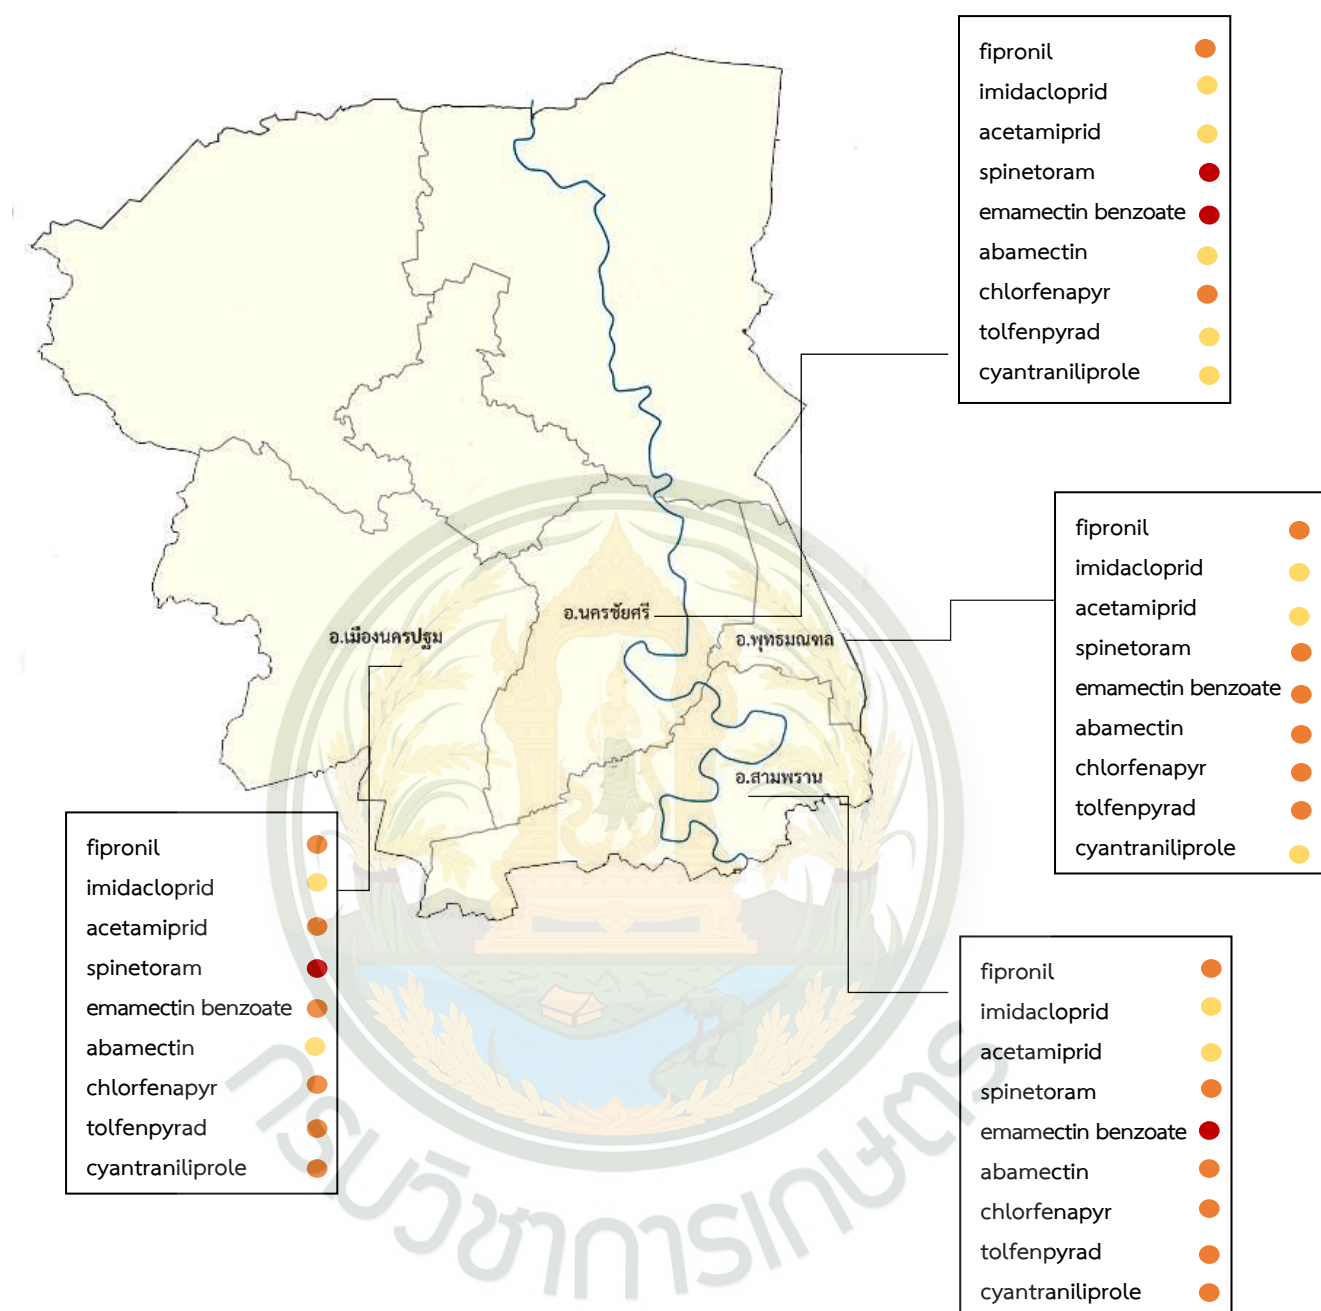 fipronil
imidacloprid
acetamiprid
spinetoram
emamectin benzoate
abamectin
chlorfenapyr
tolfenpyrad
cyantraniliprole
fipronil
imidacloprid
acetamiprid
spinetoram
emamectin benzoate
abamectin
chlorfenapyr
tolfenpyrad
cyantraniliprole
อ.นครชัยศรี
อ.เมืองนครปฐม
อ.พุทธมณฑล
อ.สามพราน
fipronil
imidacloprid
acetamiprid
spinetoram
emamectin benzoate
abamectin
chlorfenapyr
tolfenpyrad
cyantraniliprole
fipronil
imidacloprid
acetamiprid
spinetoram
emamectin benzoate
abamectin
chlorfenapyr
tolfenpyrad
cyantraniliprole
กรมวิชาการเกษตร